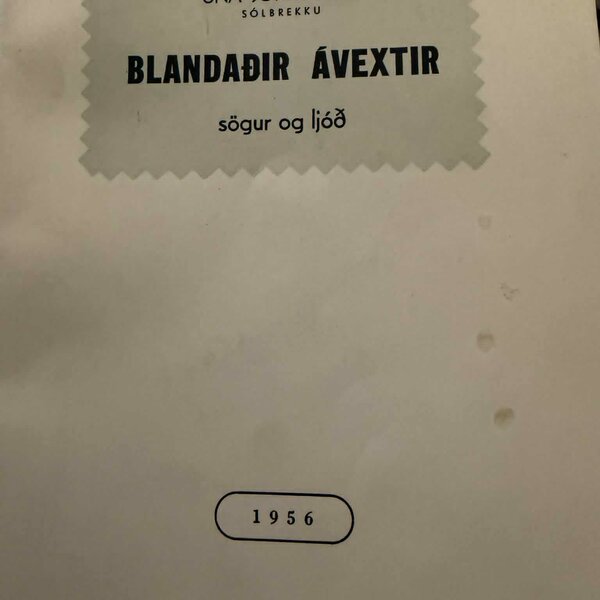 SÓLBREKKU
BLANDAÐIR ÁVEXTIR
sögur og ljóð
1956